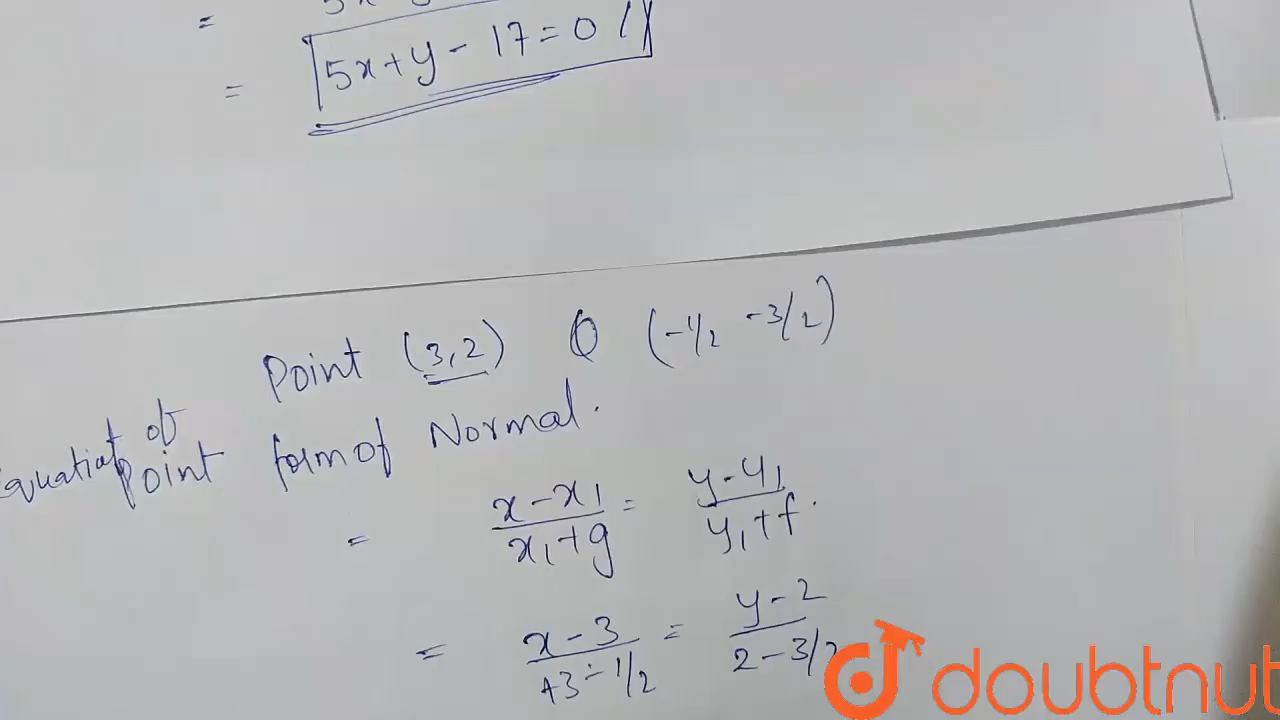 =
= 5x+y-17=0
Point (3,2) Q (-1/2 -3/2)
of
point form of Normal.
= x-x₁/x₁+g = y-y₁/y₁+f.
= x-3/+3-1/2 = y-2/2-3/2
doubtnut